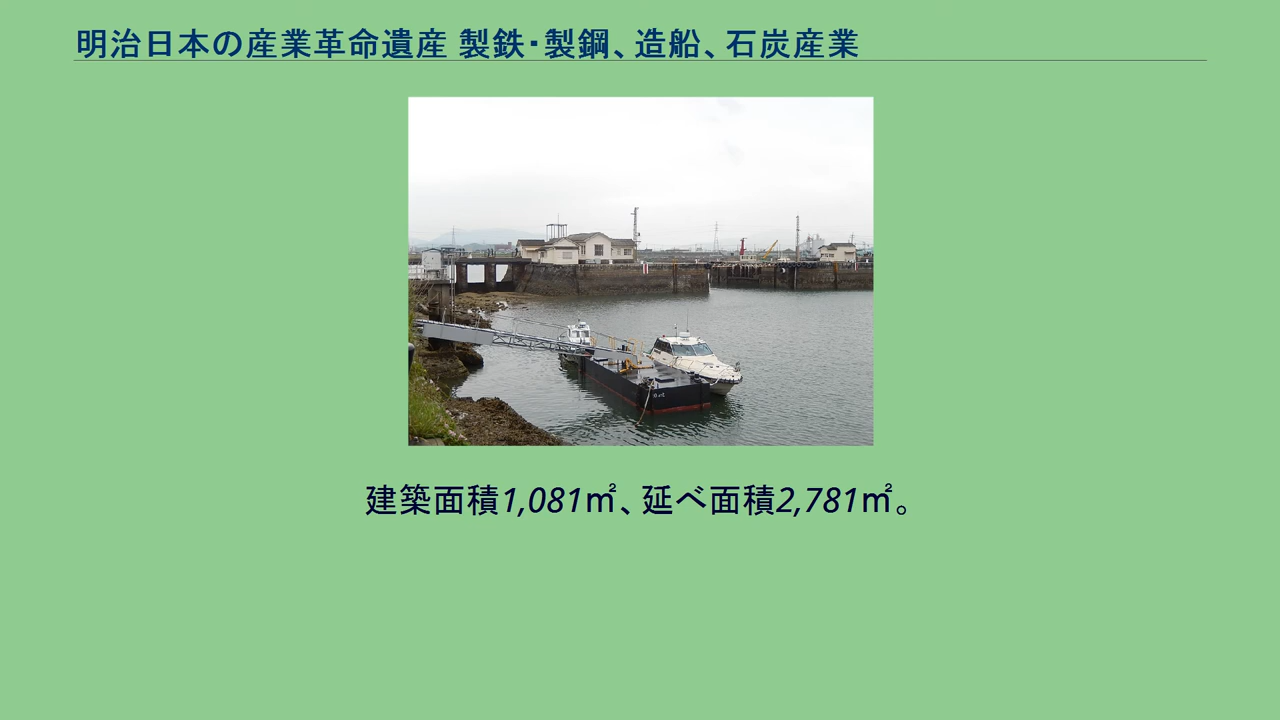 明治日本の産業革命遺産 製鉄・製鋼、造船、石炭産業
建築面積1,081㎡、延べ面積2,781㎡。